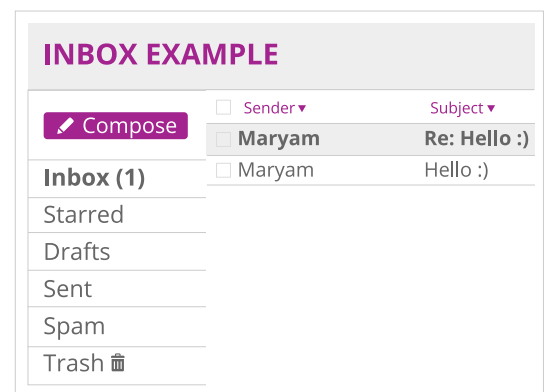 INBOX EXAMPLE
Compose
Inbox (1)
Starred
Drafts
Sent
Spam
Trash
Sender Subject
Maryam Re: Hello :)
Maryam Hello :)